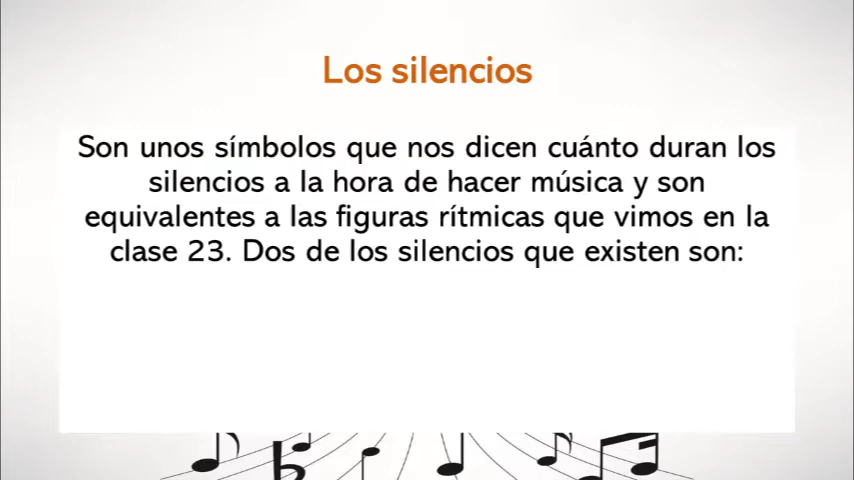 Los silencios
Son unos símbolos que nos dicen cuánto duran los
silencios a la hora de hacer música y son
equivalentes a las figuras rítmicas que vimos en la
clase 23. Dos de los silencios que existen son: